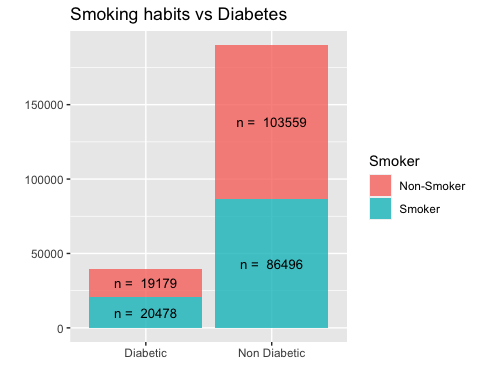 Smoking habits vs Diabetes
150000
100000
50000
0
n = 103559
n = 19179
n = 86496
n = 20478
Diabetic
Non Diabetic
Smoker
Non-Smoker
Smoker